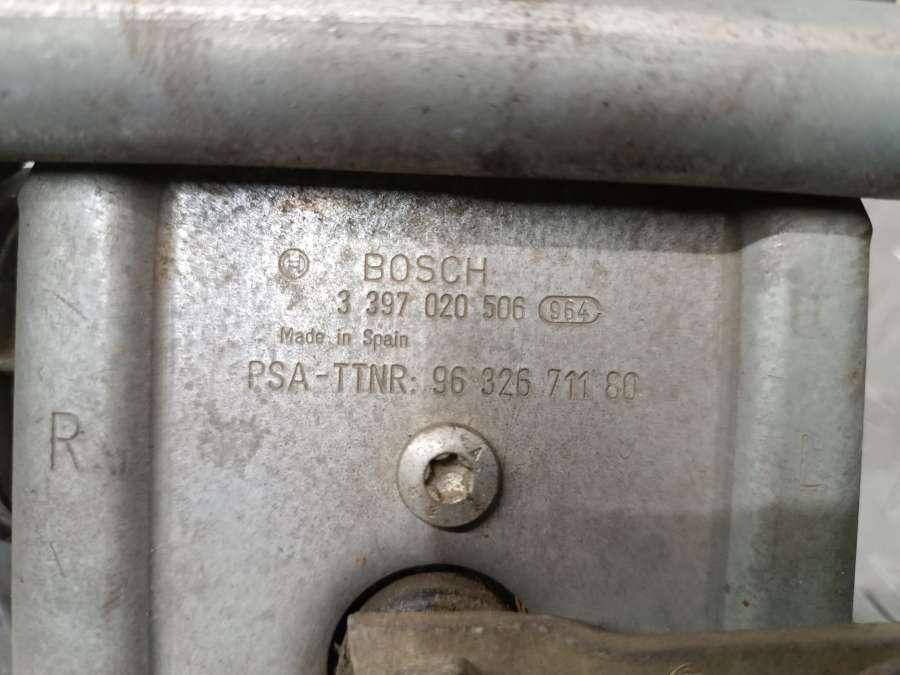 BOSCH
3 397 020 506 964
Made in Spain
PSA-TTNR: 96 326 711 80
R
L